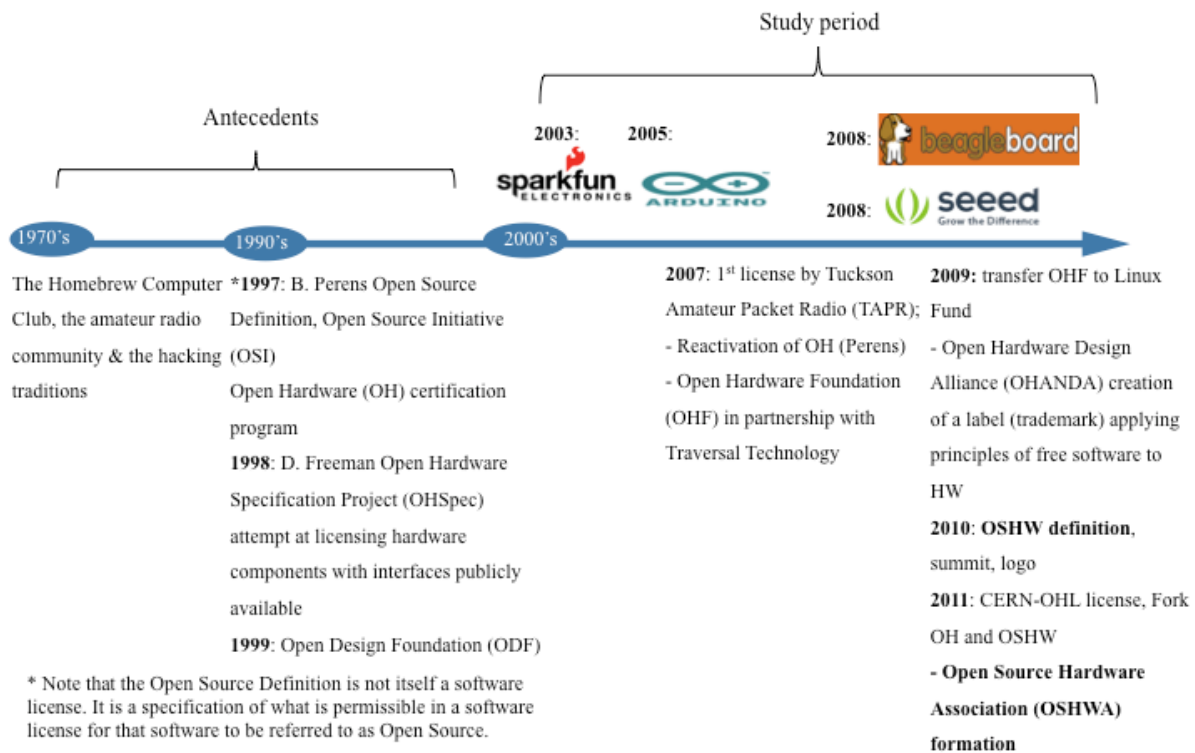 Study period
Antecedents
2003:
sparkfun
ELECTRONICS
2005:
ARDUINO
2008:
beagleboard
2008:
seeed
Grow the Difference
1970's
1990's
2000's
The Homebrew Computer
Club, the amateur radio
community & the hacking
traditions
*1997: B. Perens Open Source
Definition, Open Source Initiative
(OSI)
Open Hardware (OH) certification
program
1998: D. Freeman Open Hardware
Specification Project (OHSpec)
attempt at licensing hardware
components with interfaces publicly
available
1999: Open Design Foundation (ODF)
2007: 1st license by Tuckson
Amateur Packet Radio (TAPR);
- Reactivation of OH (Perens)
- Open Hardware Foundation
(OHF) in partnership with
Traversal Technology
2009: transfer OHF to Linux
Fund
- Open Hardware Design
Alliance (OHANDA) creation
of a label (trademark) applying
principles of free software to
HW
2010: OSHW definition,
summit, logo
2011: CERN-OHL license, Fork
OH and OSHW
- Open Source Hardware
Association (OSHWA)
formation
* Note that the Open Source Definition is not itself a software
license. It is a specification of what is permissible in a software
license for that software to be referred to as Open Source.